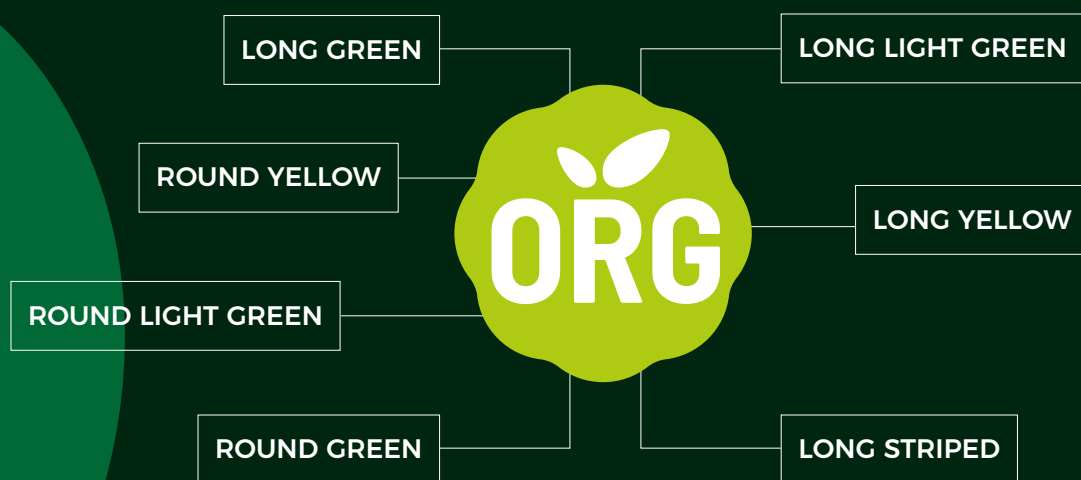 LONG GREEN
LONG LIGHT GREEN
ROUND YELLOW
LONG YELLOW
ORG
ROUND LIGHT GREEN
ROUND GREEN
LONG STRIPED